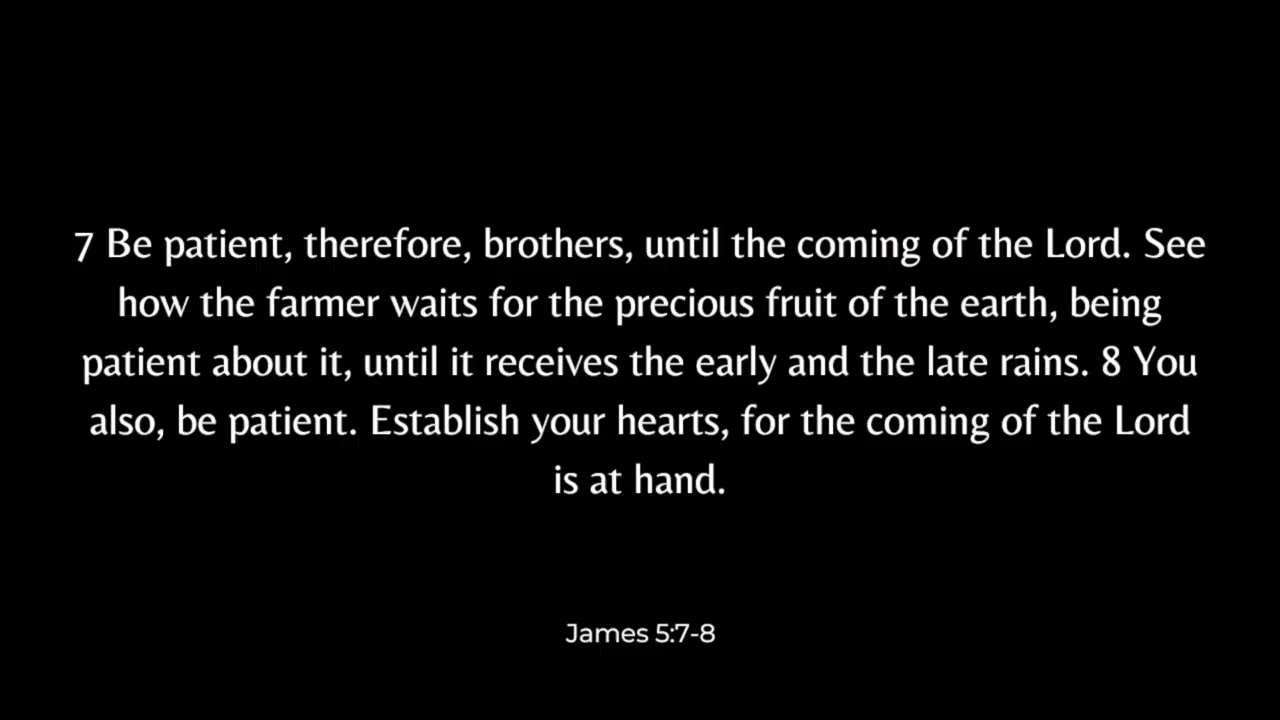 7 Be patient, therefore, brothers, until the coming of the Lord. See
how the farmer waits for the precious fruit of the earth, being
patient about it, until it receives the early and the late rains. 8 You
also, be patient. Establish your hearts, for the coming of the Lord
is at hand.
James 5:7-8